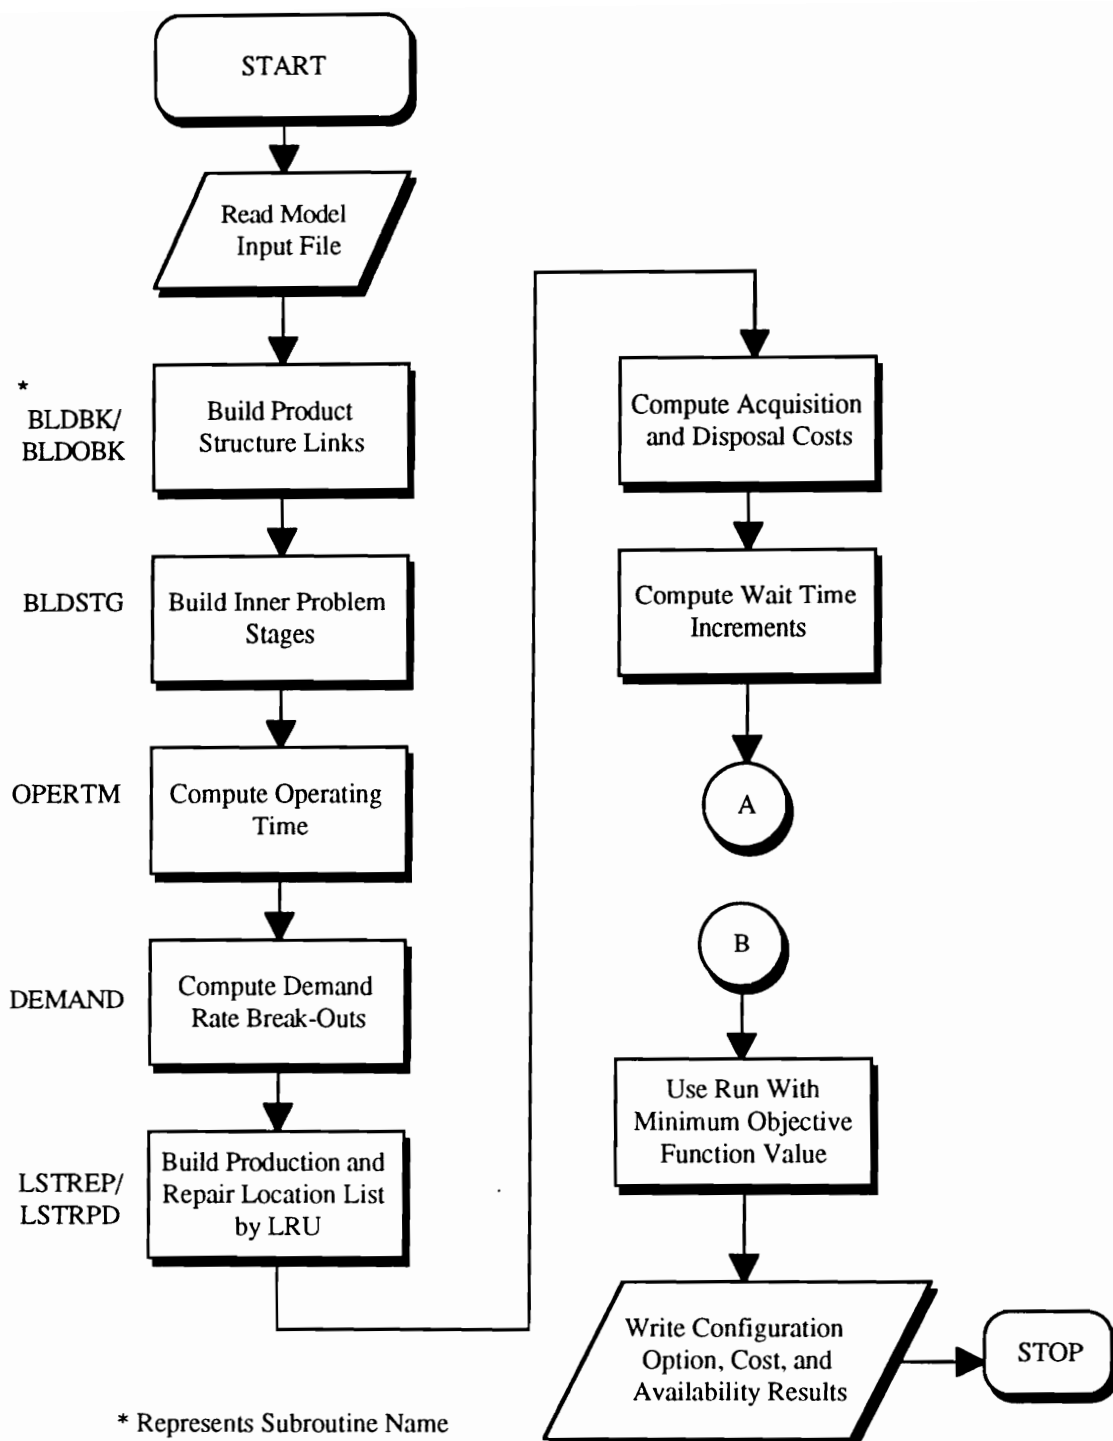 START
Read Model
Input File
*
BLDBK/
BLDOBK
Build Product
Structure Links
BLDSTG
Build Inner Problem
Stages
OPERTM
Compute Operating
Time
DEMAND
Compute Demand
Rate Break-Outs
LSTREP/
LSTRPD
Build Production and
Repair Location List
by LRU
Compute Acquisition
and Disposal Costs
Compute Wait Time
Increments
A
B
Use Run With
Minimum Objective
Function Value
Write Configuration
Option, Cost, and
Availability Results
STOP
* Represents Subroutine Name